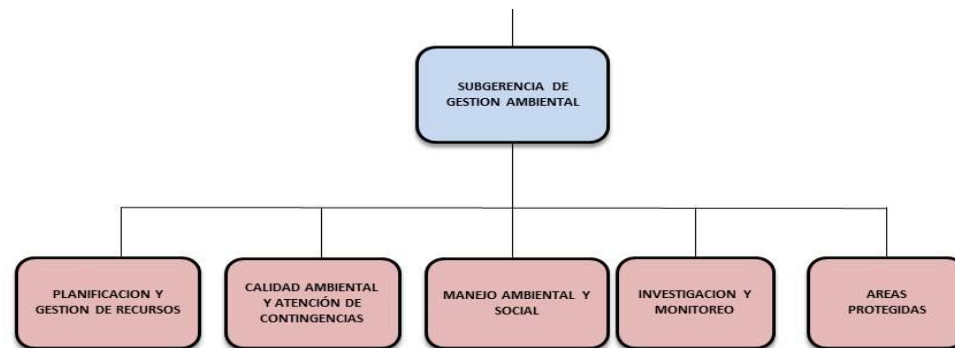 SUBGERENCIA DE
GESTION AMBIENTAL
PLANIFICACION Y
GESTION DE RECURSOS
CALIDAD AMBIENTAL
Y ATENCIÓN DE
CONTINGENCIAS
MANEJO AMBIENTAL Y
SOCIAL
INVESTIGACION Y
MONITOREO
AREAS
PROTEGIDAS